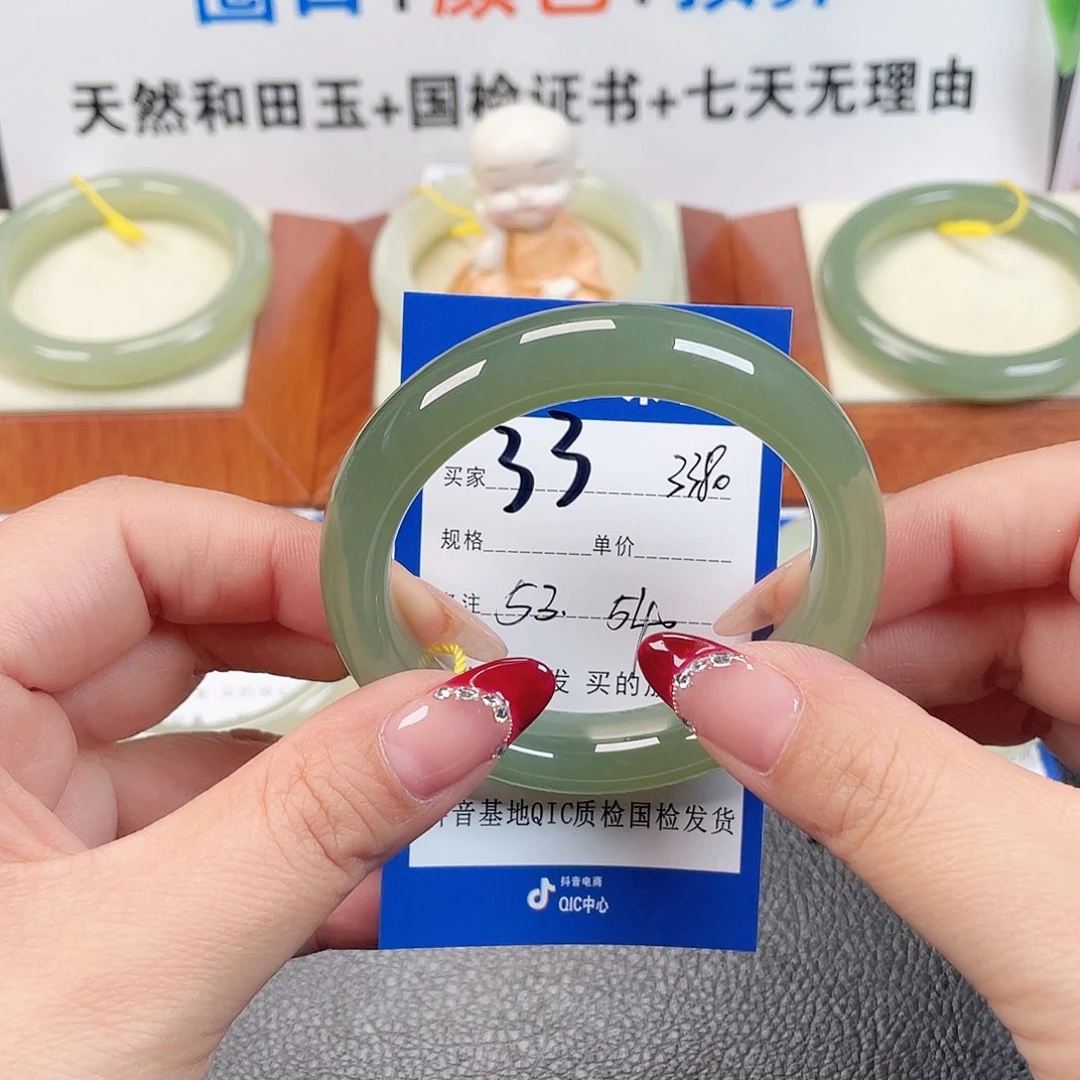 天然和田玉+国检证书+七天无理由
买家 33 3380
规格 单价
注 53. 54.
发 买的
音基地QIC质检国检发货
抖音电商
QIC中心